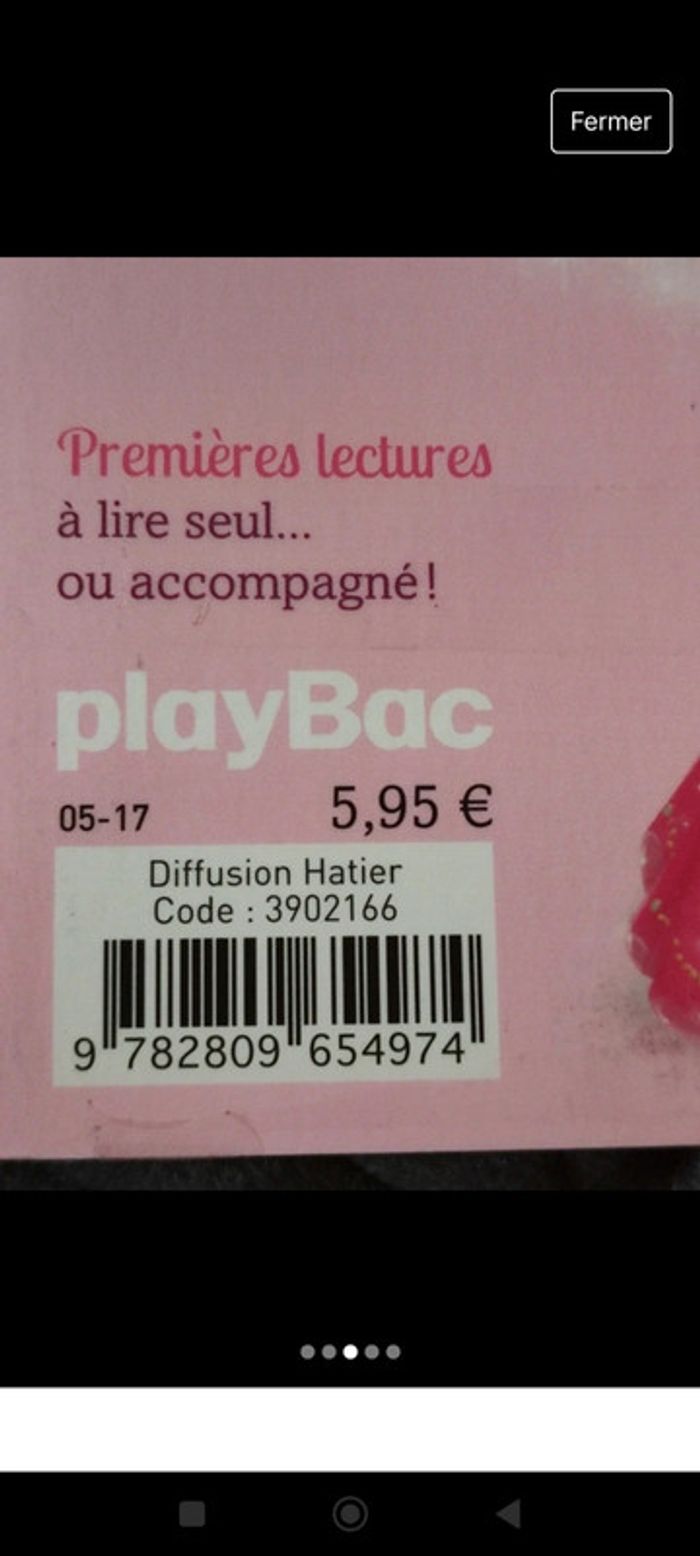 Fermer
Premières lectures
à lire seul...
ou accompagné !
playBac
05-17 5,95 €
Diffusion Hatier
Code : 3902166
9 782809 654974